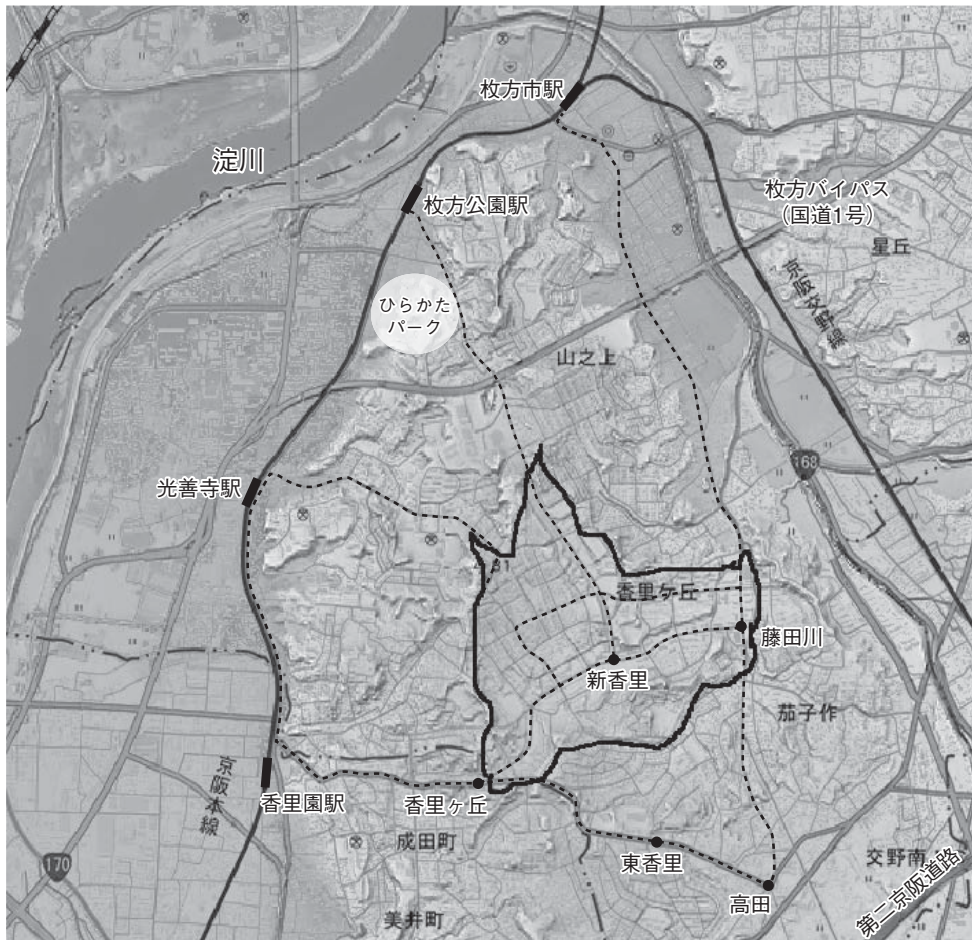 枚方市駅
淀川
枚方公園駅
枚方バイパス
(国道1号)
星丘
京阪交野線
ひらかた
パーク
山之上
168
光善寺駅
香里ケ丘
藤田川
新香里
茄子作
京阪本線
香里園駅
香里ヶ丘
成田町
東香里
170
交野南
高田
第二京阪道路
美井町